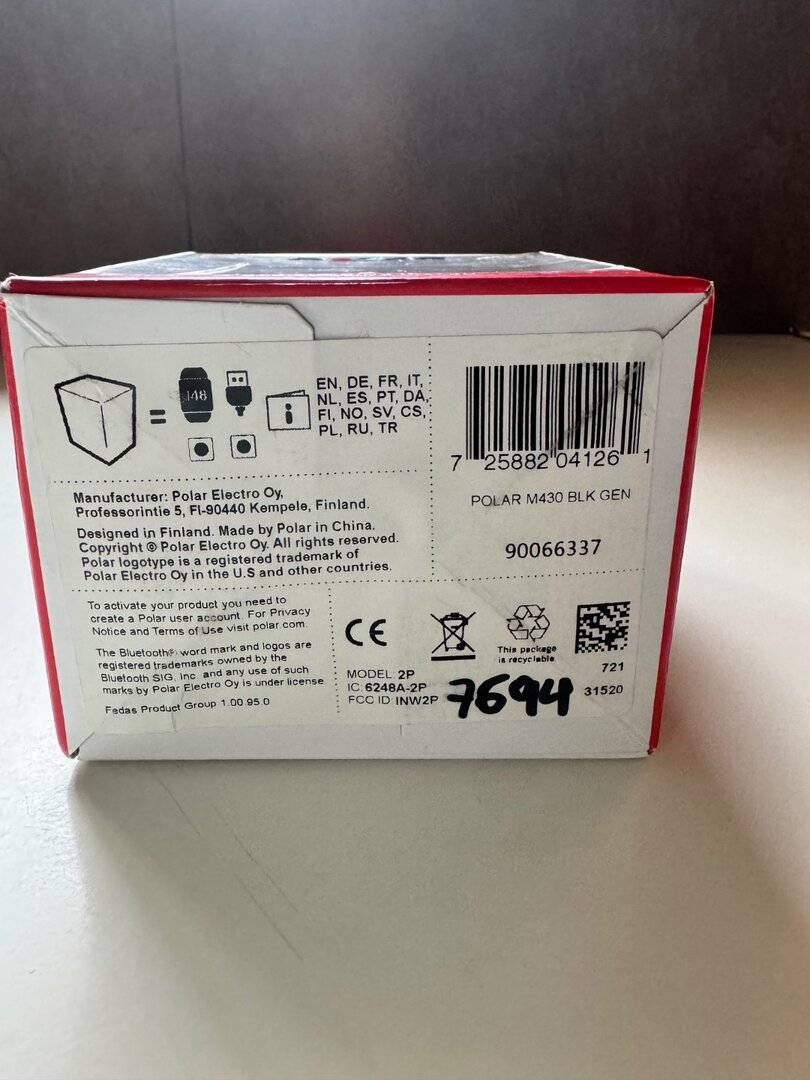 148
i
EN, DE, FR, IT,
NL, ES, PT, DA,
FI, NO, SV, CS,
PL, RU, TR
7 25882 04126 1
POLAR M430 BLK GEN
90066337
Manufacturer: Polar Electro Oy,
Professorintie 5, FI-90440 Kempele, Finland.
Designed in Finland. Made by Polar in China.
Copyright © Polar Electro Oy. All rights reserved.
Polar logotype is a registered trademark of
Polar Electro Oy in the U.S and other countries.
To activate your product you need to
create a Polar user account. For Privacy
Notice and Terms of Use visit polar.com.
The Bluetooth® word mark and logos are
registered trademarks owned by the
Bluetooth SIG, Inc. and any use of such
marks by Polar Electro Oy is under license.
Fedas Product Group 1.00.95.0
CE
MODEL: 2P
IC: 6248A-2P
FCC ID: INW2P
This package
is recyclable
721
31520
7694